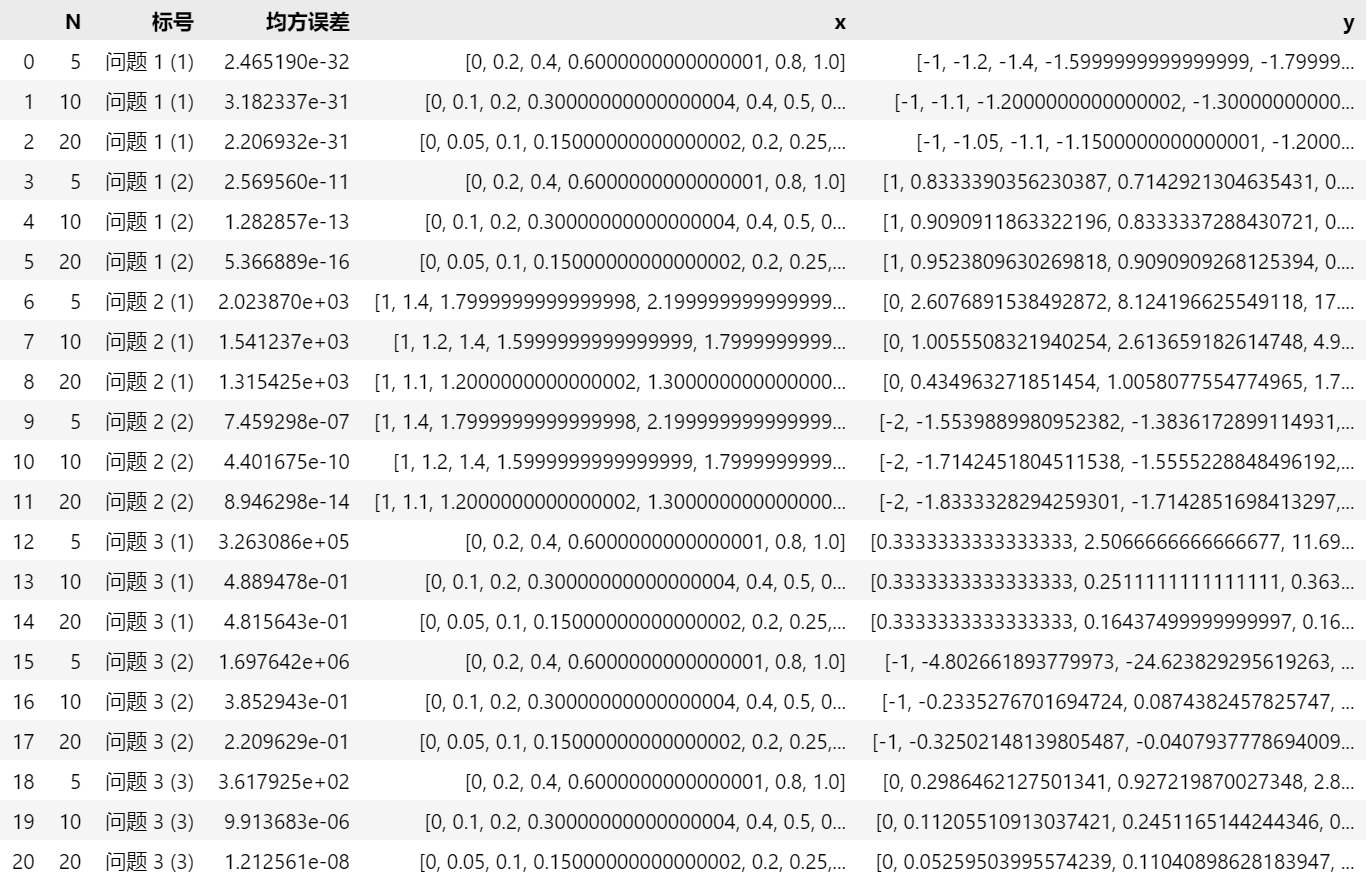 N 标号 均方误差 x y
0 5 问题 1 (1) 2.465190e-32 [0, 0.2, 0.4, 0.6000000000000001, 0.8, 1.0] [-1, -1.2, -1.4, -1.5999999999999999, -1.79999...
1 10 问题 1 (1) 3.182337e-31 [0, 0.1, 0.2, 0.30000000000000004, 0.4, 0.5, 0... [-1, -1.1, -1.2000000000000002, -1.30000000000...
2 20 问题 1 (1) 2.206932e-31 [0, 0.05, 0.1, 0.15000000000000002, 0.2, 0.25,... [-1, -1.05, -1.1, -1.1500000000000001, -1.2000...
3 5 问题 1 (2) 2.569560e-11 [0, 0.2, 0.4, 0.6000000000000001, 0.8, 1.0] [1, 0.8333390356230387, 0.7142921304635431, 0....
4 10 问题 1 (2) 1.282857e-13 [0, 0.1, 0.2, 0.30000000000000004, 0.4, 0.5, 0... [1, 0.9090911863322196, 0.8333337288430721, 0....
5 20 问题 1 (2) 5.366889e-16 [0, 0.05, 0.1, 0.15000000000000002, 0.2, 0.25,... [1, 0.9523809630269818, 0.9090909268125394, 0....
6 5 问题 2 (1) 2.023870e+03 [1, 1.4, 1.7999999999999998, 2.199999999999999... [0, 2.6076891538492872, 8.124196625549118, 17....
7 10 问题 2 (1) 1.541237e+03 [1, 1.2, 1.4, 1.5999999999999999, 1.7999999999... [0, 1.0055508321940254, 2.613659182614748, 4.9...
8 20 问题 2 (1) 1.315425e+03 [1, 1.1, 1.2000000000000002, 1.300000000000000... [0, 0.434963271851454, 1.0058077554774965, 1.7...
9 5 问题 2 (2) 7.459298e-07 [1, 1.4, 1.7999999999999998, 2.199999999999999... [-2, -1.5539889980952382, -1.3836172899114931,...
10 10 问题 2 (2) 4.401675e-10 [1, 1.2, 1.4, 1.5999999999999999, 1.7999999999... [-2, -1.7142451804511538, -1.5555228848496192,...
11 20 问题 2 (2) 8.946298e-14 [1, 1.1, 1.2000000000000002, 1.300000000000000... [-2, -1.8333328294259301, -1.7142851698413297,...
12 5 问题 3 (1) 3.263086e+05 [0, 0.2, 0.4, 0.6000000000000001, 0.8, 1.0] [0.3333333333333333, 2.5066666666666677, 11.69...
13 10 问题 3 (1) 4.889478e-01 [0, 0.1, 0.2, 0.30000000000000004, 0.4, 0.5, 0... [0.3333333333333333, 0.2511111111111111, 0.363...
14 20 问题 3 (1) 4.815643e-01 [0, 0.05, 0.1, 0.15000000000000002, 0.2, 0.25,... [0.3333333333333333, 0.16437499999999997, 0.16...
15 5 问题 3 (2) 1.697642e+06 [0, 0.2, 0.4, 0.6000000000000001, 0.8, 1.0] [-1, -4.802661893779973, -24.623829295619263, ...
16 10 问题 3 (2) 3.852943e-01 [0, 0.1, 0.2, 0.30000000000000004, 0.4, 0.5, 0... [-1, -0.2335276701694724, 0.0874382457825747, ...
17 20 问题 3 (2) 2.209629e-01 [0, 0.05, 0.1, 0.15000000000000002, 0.2, 0.25,... [-1, -0.32502148139805487, -0.0407937778694009...
18 5 问题 3 (3) 3.617925e+02 [0, 0.2, 0.4, 0.6000000000000001, 0.8, 1.0] [0, 0.2986462127501341, 0.927219870027348, 2.8...
19 10 问题 3 (3) 9.913683e-06 [0, 0.1, 0.2, 0.30000000000000004, 0.4, 0.5, 0... [0, 0.11205510913037421, 0.2451165144244346, 0...
20 20 问题 3 (3) 1.212561e-08 [0, 0.05, 0.1, 0.15000000000000002, 0.2, 0.25,... [0, 0.05259503995574239, 0.11040898628183947, ...